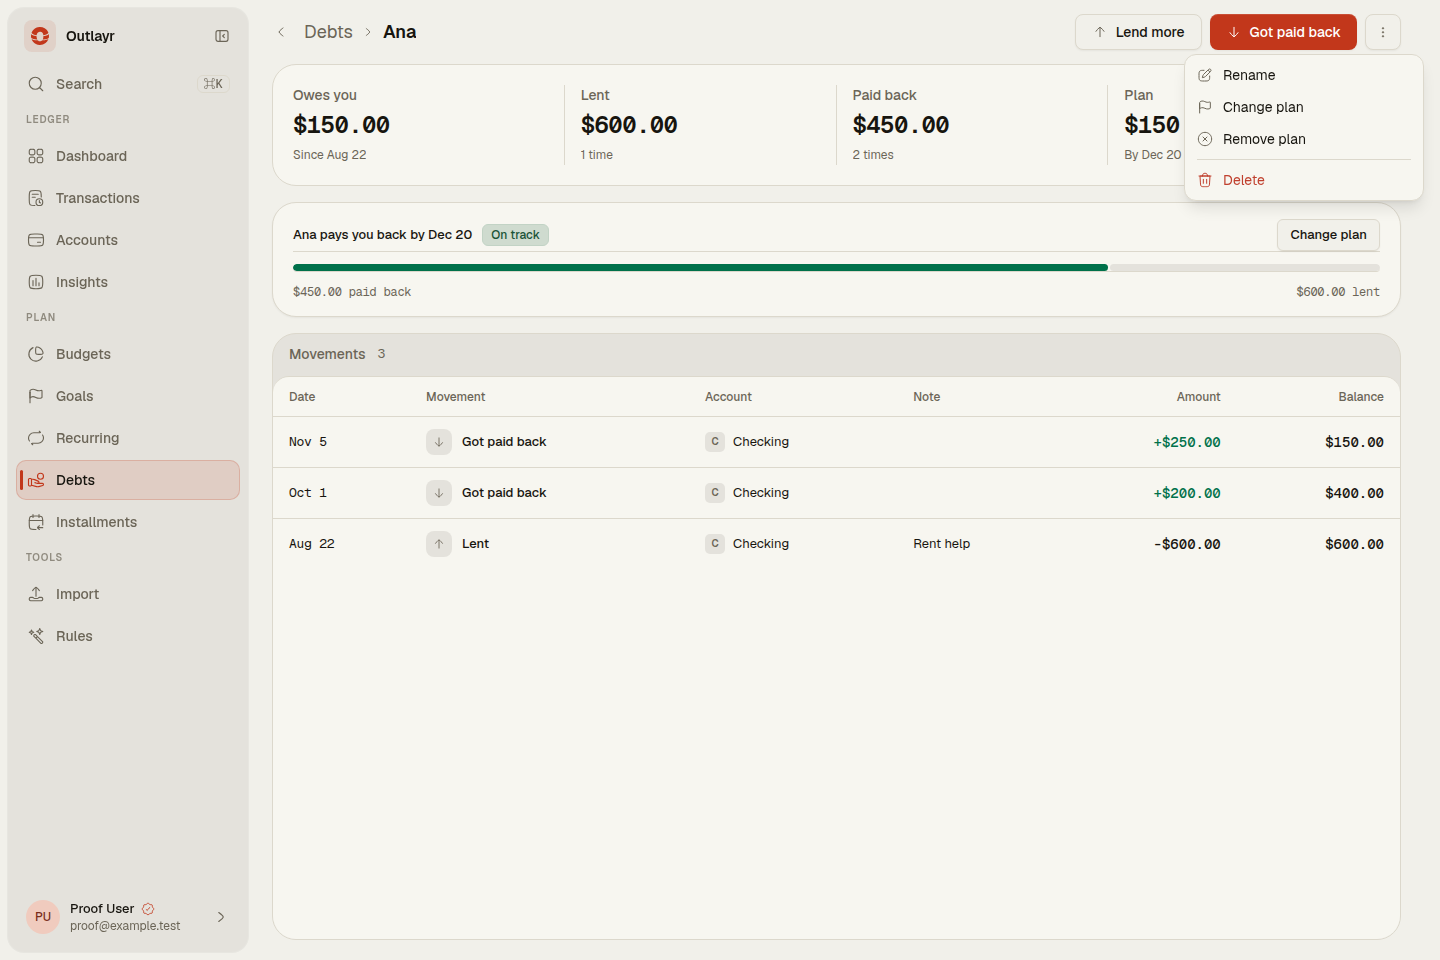 Outlayr
Search ⌘K
LEDGER
Dashboard
Transactions
Accounts
Insights
PLAN
Budgets
Goals
Recurring
Debts
Installments
TOOLS
Import
Rules
PU
Proof User
proof@example.test
Debts > Ana
Lend more
Got paid back
Rename
Change plan
Remove plan
Delete
Owes you
$150.00
Since Aug 22
Lent
$600.00
1 time
Paid back
$450.00
2 times
Plan
$150
By Dec 20
Ana pays you back by Dec 20 On track
Change plan
$450.00 paid back
$600.00 lent
Movements 3
Date Movement Account Note Amount Balance
Nov 5 Got paid back C Checking +$250.00 $150.00
Oct 1 Got paid back C Checking +$200.00 $400.00
Aug 22 Lent C Checking Rent help -$600.00 $600.00